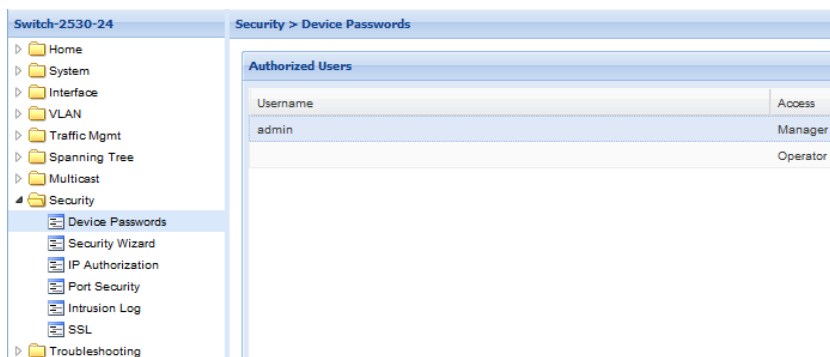 Switch-2530-24
Home
System
Interface
VLAN
Traffic Mgmt
Spanning Tree
Multicast
Security
Device Passwords
Security Wizard
IP Authorization
Port Security
Intrusion Log
SSL
Troubleshooting
Security > Device Passwords
Authorized Users
Username Access
admin Manager
Operator